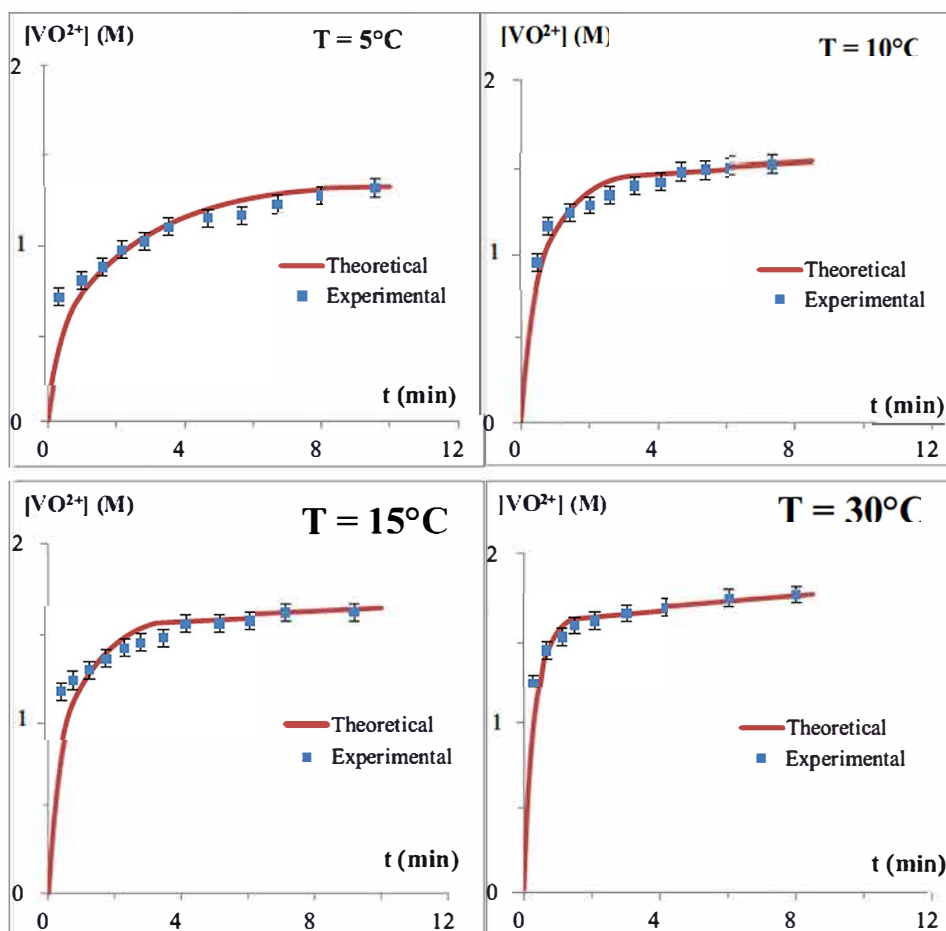 [VO²⁺] (M)
T = 5°C
2
1
0
Theoretical
Experimental
t (min)
0 4 8 12
[VO²⁺] (M)
T = 10°C
2
1
0
Theoretical
Experimental
t (min)
0 4 8 12
[VO²⁺] (M)
T = 15°C
2
1
0
Theoretical
Experimental
t (min)
0 4 8 12
[VO²⁺] (M)
T = 30°C
2
1
0
Theoretical
Experimental
t (min)
0 4 8 12